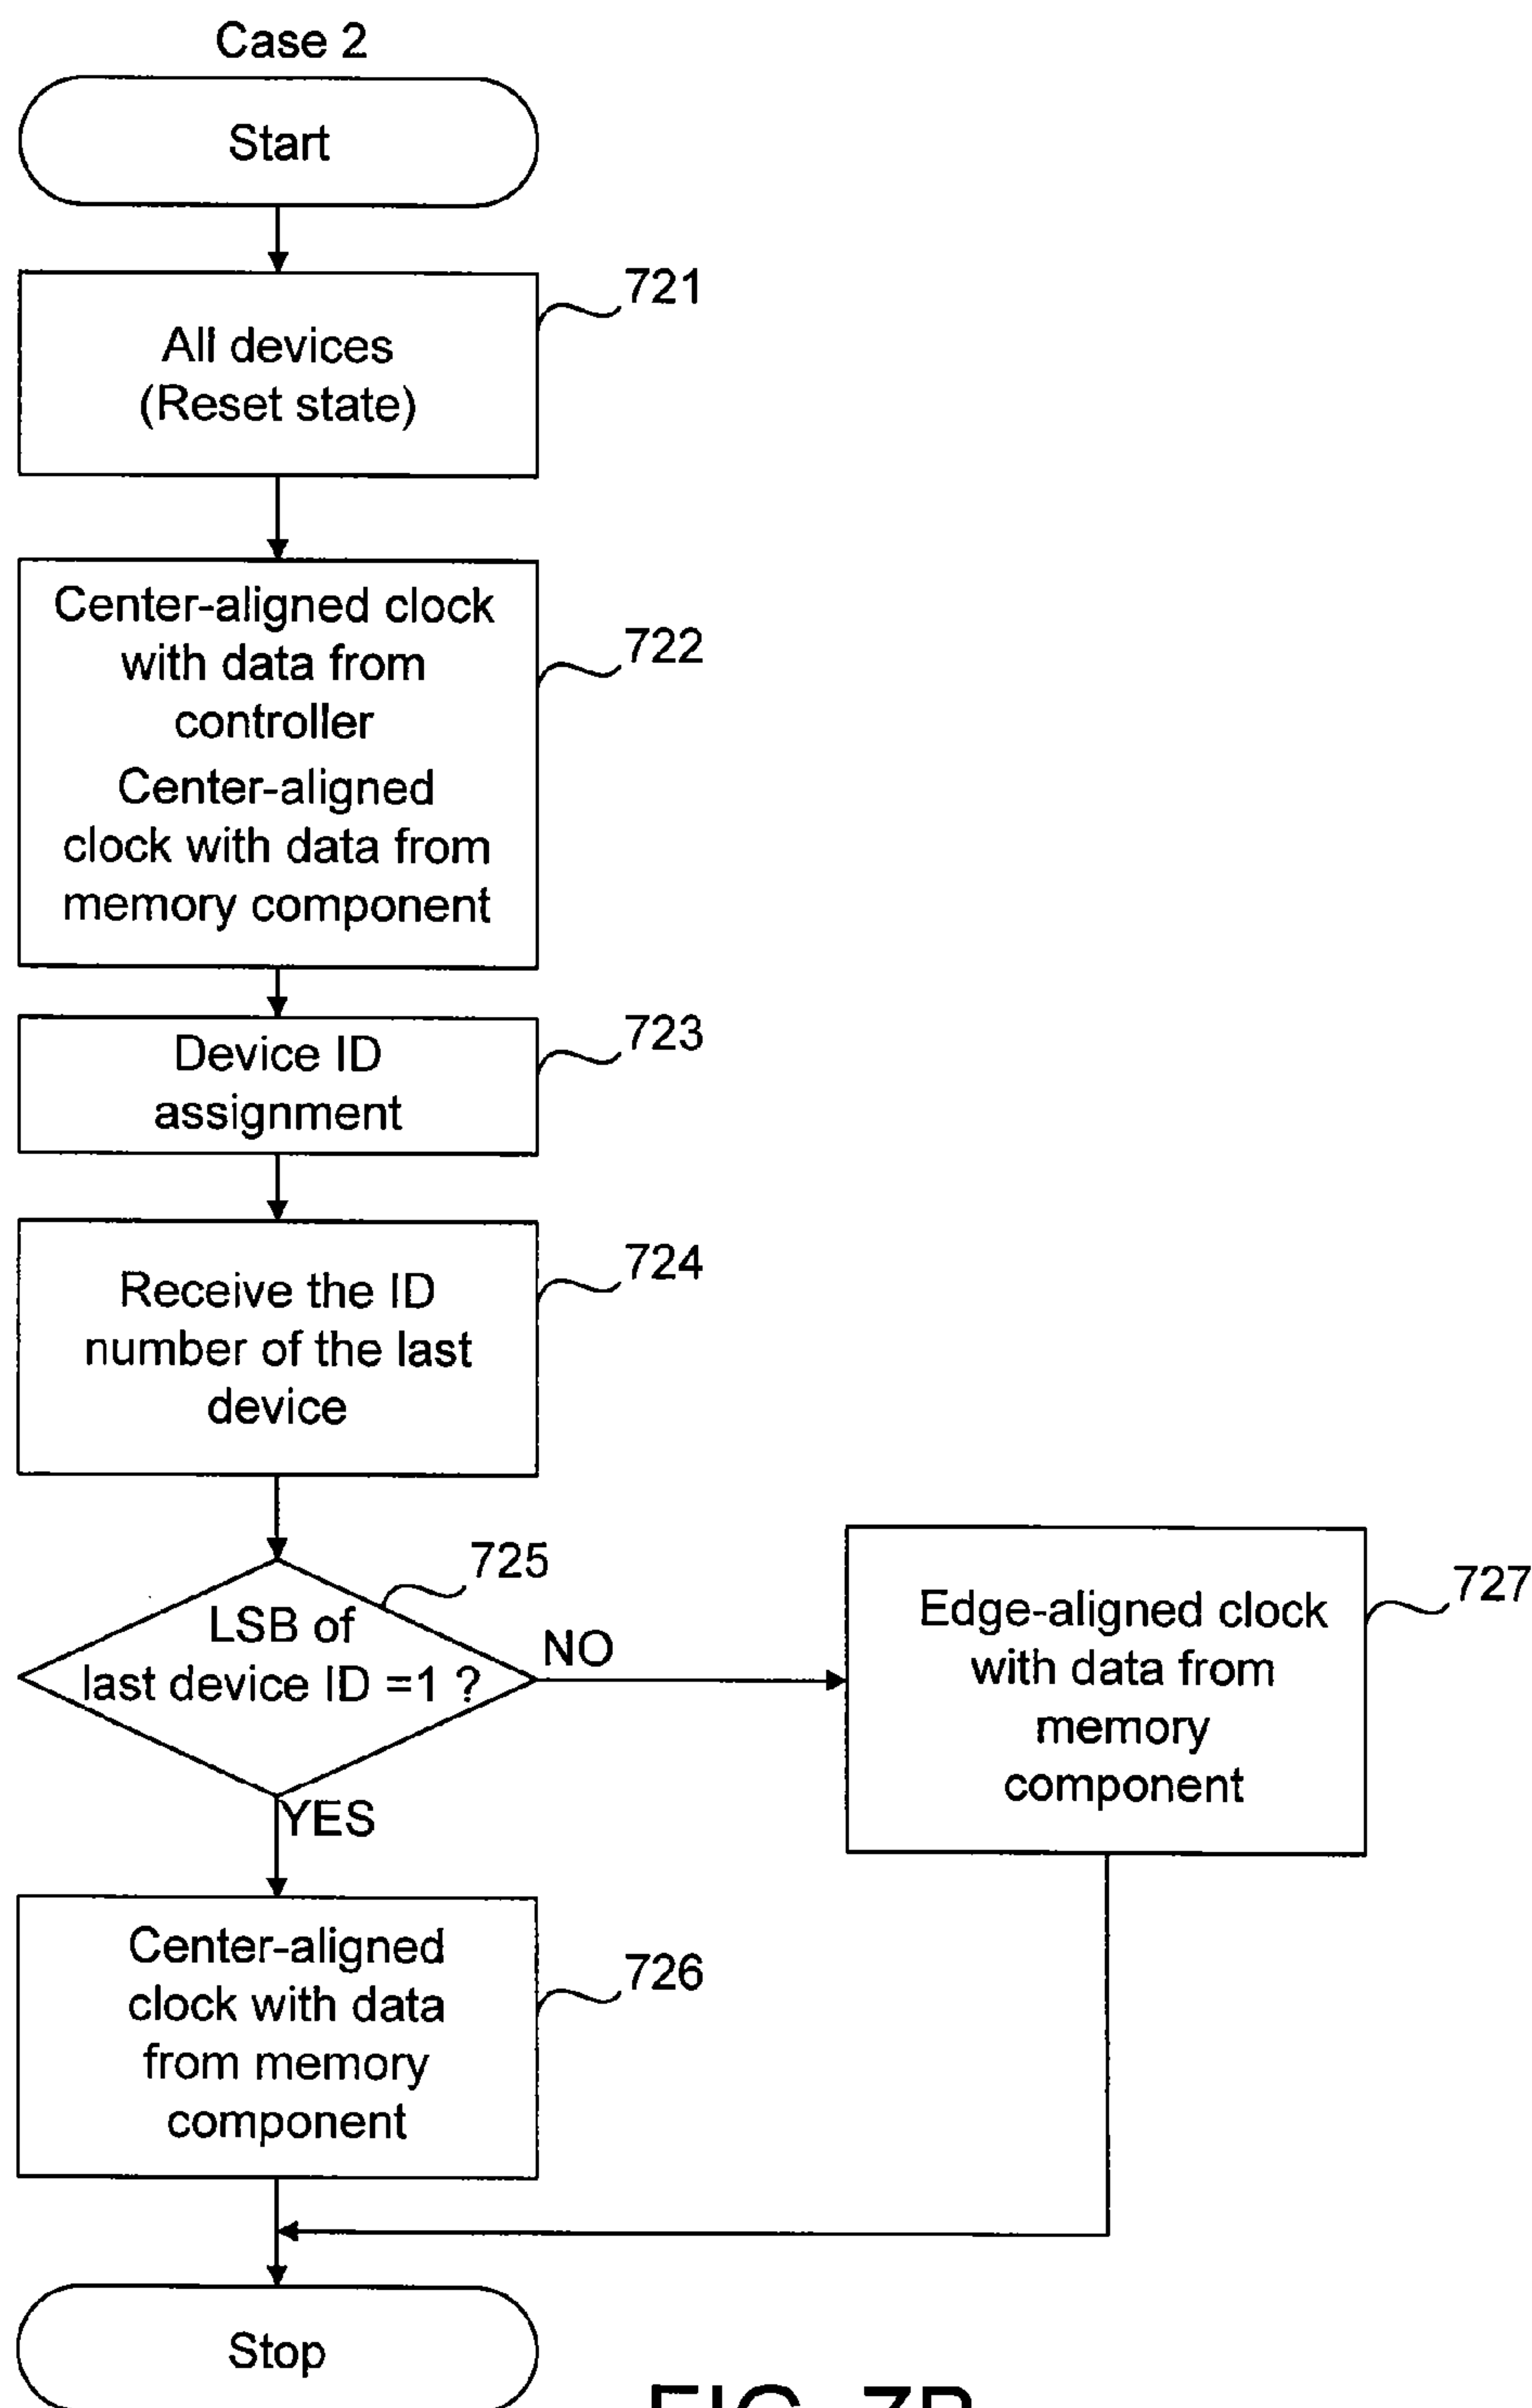 Case 2
Start
721
All devices
(Reset state)
Center-aligned clock
with data from
controller
Center-aligned
clock with data from
memory component
722
723
Device ID
assignment
724
Receive the ID
number of the last
device
725
LSB of
last device ID =1 ?
NO
YES
727
Edge-aligned clock
with data from
memory
component
Center-aligned
clock with data
from memory
component
726
Stop
FIG. 7B